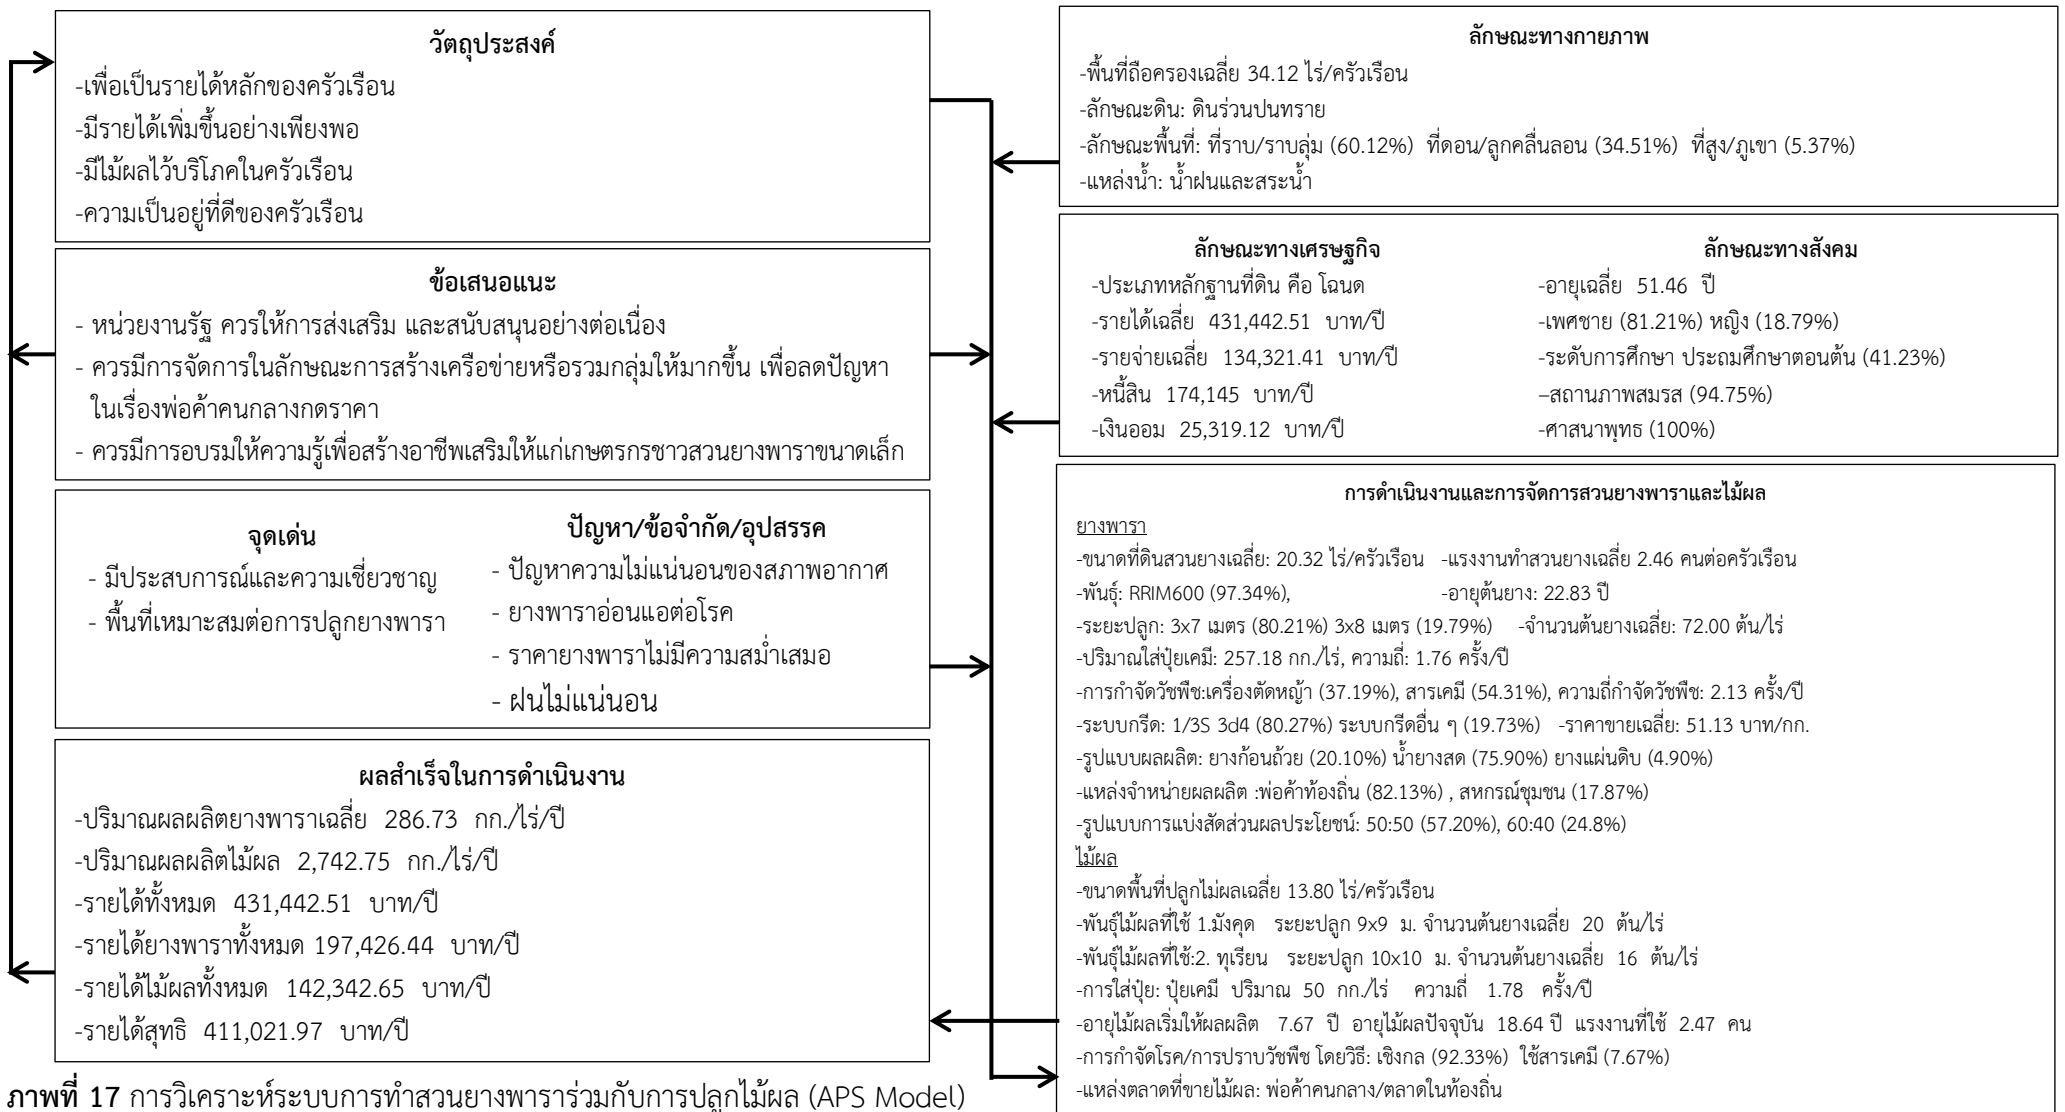 วัตถุประสงค์
-เพื่อเป็นรายได้หลักของครัวเรือน
-มีรายได้เพิ่มขึ้นอย่างเพียงพอ
-มีไม้ผลไว้บริโภคในครัวเรือน
-ความเป็นอยู่ที่ดีของครัวเรือน
ข้อเสนอแนะ
- หน่วยงานรัฐ ควรให้การส่งเสริม และสนับสนุนอย่างต่อเนื่อง
- ควรมีการจัดการในลักษณะการสร้างเครือข่ายหรือรวมกลุ่มให้มากขึ้น เพื่อลดปัญหา
ในเรื่องพ่อค้าคนกลางกดราคา
- ควรมีการอบรมให้ความรู้เพื่อสร้างอาชีพเสริมให้แก่เกษตรกรชาวสวนยางพาราขนาดเล็ก
จุดเด่น
- มีประสบการณ์และความเชี่ยวชาญ
- พื้นที่เหมาะสมต่อการปลูกยางพารา
ปัญหา/ข้อจำกัด/อุปสรรค
- ปัญหาความไม่แน่นอนของสภาพอากาศ
- ยางพาราอ่อนแอต่อโรค
- ราคายางพาราไม่มีความสม่ำเสมอ
- ฝนไม่แน่นอน
ผลสำเร็จในการดำเนินงาน
-ปริมาณผลผลิตยางพาราเฉลี่ย 286.73 กก./ไร่/ปี
-ปริมาณผลผลิตไม้ผล 2,742.75 กก./ไร่/ปี
-รายได้ทั้งหมด 431,442.51 บาท/ปี
-รายได้ยางพาราทั้งหมด 197,426.44 บาท/ปี
-รายได้ไม้ผลทั้งหมด 142,342.65 บาท/ปี
-รายได้สุทธิ 411,021.97 บาท/ปี
ลักษณะทางกายภาพ
-พื้นที่ถือครองเฉลี่ย 34.12 ไร่/ครัวเรือน
-ลักษณะดิน: ดินร่วนปนทราย
-ลักษณะพื้นที่: ที่ราบ/ราบลุ่ม (60.12%) ที่ดอน/ลูกคลื่นลอน (34.51%) ที่สูง/ภูเขา (5.37%)
-แหล่งน้ำ: น้ำฝนและสระน้ำ
ลักษณะทางเศรษฐกิจ
-ประเภทหลักฐานที่ดิน คือ โฉนด
-รายได้เฉลี่ย 431,442.51 บาท/ปี
-รายจ่ายเฉลี่ย 134,321.41 บาท/ปี
-หนี้สิน 174,145 บาท/ปี
-เงินออม 25,319.12 บาท/ปี
ลักษณะทางสังคม
-อายุเฉลี่ย 51.46 ปี
-เพศชาย (81.21%) หญิง (18.79%)
-ระดับการศึกษา ประถมศึกษาตอนต้น (41.23%)
–สถานภาพสมรส (94.75%)
-ศาสนาพุทธ (100%)
การดำเนินงานและการจัดการสวนยางพาราและไม้ผล
ยางพารา
-ขนาดที่ดินสวนยางเฉลี่ย: 20.32 ไร่/ครัวเรือน -แรงงานทำสวนยางเฉลี่ย 2.46 คนต่อครัวเรือน
-พันธุ์: RRIM600 (97.34%), -อายุต้นยาง: 22.83 ปี
-ระยะปลูก: 3x7 เมตร (80.21%) 3x8 เมตร (19.79%) -จำนวนต้นยางเฉลี่ย: 72.00 ต้น/ไร่
-ปริมาณใส่ปุ๋ยเคมี: 257.18 กก./ไร่, ความถี่: 1.76 ครั้ง/ปี
-การกำจัดวัชพืช:เครื่องตัดหญ้า (37.19%), สารเคมี (54.31%), ความถี่กำจัดวัชพืช: 2.13 ครั้ง/ปี
-ระบบกรีด: 1/3S 3d4 (80.27%) ระบบกรีดอื่น ๆ (19.73%) -ราคาขายเฉลี่ย: 51.13 บาท/กก.
-รูปแบบผลผลิต: ยางก้อนถ้วย (20.10%) น้ำยางสด (75.90%) ยางแผ่นดิบ (4.90%)
-แหล่งจำหน่ายผลผลิต :พ่อค้าท้องถิ่น (82.13%) , สหกรณ์ชุมชน (17.87%)
-รูปแบบการแบ่งสัดส่วนผลประโยชน์: 50:50 (57.20%), 60:40 (24.8%)
ไม้ผล
-ขนาดพื้นที่ปลูกไม่ผลเฉลี่ย 13.80 ไร่/ครัวเรือน
-พันธุ์ไม้ผลที่ใช้ 1.มังคุด ระยะปลูก 9x9 ม. จำนวนต้นยางเฉลี่ย 20 ต้น/ไร่
-พันธุ์ไม้ผลที่ใช้:2. ทุเรียน ระยะปลูก 10x10 ม. จำนวนต้นยางเฉลี่ย 16 ต้น/ไร่
-การใส่ปุ๋ย: ปุ๋ยเคมี ปริมาณ 50 กก./ไร่ ความถี่ 1.78 ครั้ง/ปี
-อายุไม้ผลเริ่มให้ผลผลิต 7.67 ปี อายุไม้ผลปัจจุบัน 18.64 ปี แรงงานที่ใช้ 2.47 คน
-การกำจัดโรค/การปราบวัชพืช โดยวิธี: เชิงกล (92.33%) ใช้สารเคมี (7.67%)
-แหล่งตลาดที่ขายไม้ผล: พ่อค้าคนกลาง/ตลาดในท้องถิ่น
ภาพที่ 17 การวิเคราะห์ระบบการทำสวนยางพาราร่วมกับการปลูกไม้ผล (APS Model)